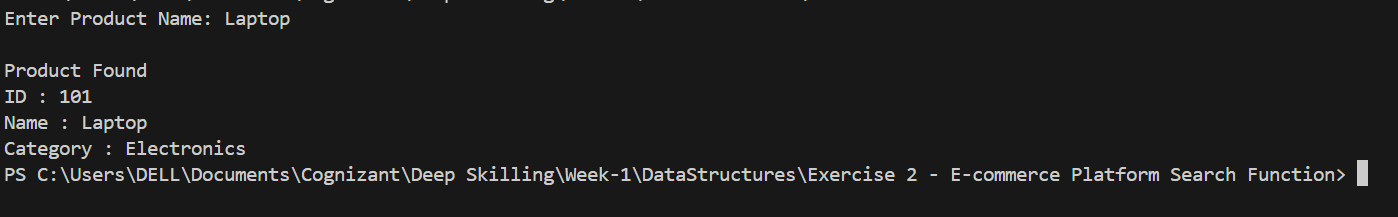 Enter Product Name: Laptop
Product Found
ID : 101
Name : Laptop
Category : Electronics
PS C:\Users\DELL\Documents\Cognizant\Deep Skilling\Week-1\DataStructures\Exercise 2 - E-commerce Platform Search Function>